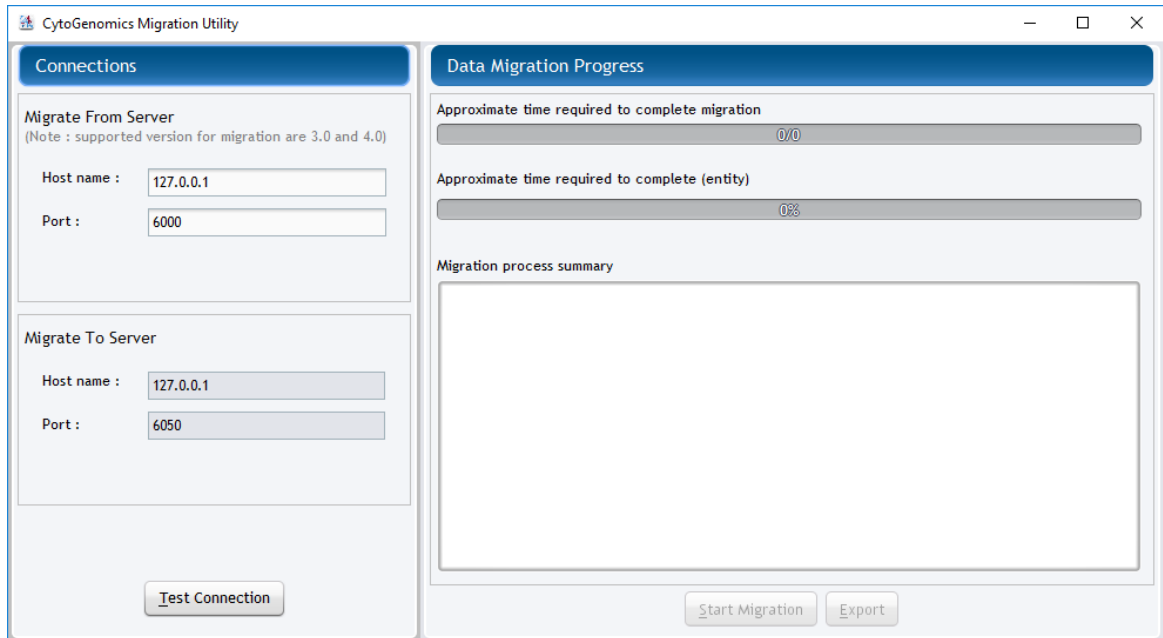 CytoGenomics Migration Utility
Connections
Migrate From Server
(Note : supported version for migration are 3.0 and 4.0)
Host name : 127.0.0.1
Port : 6000
Migrate To Server
Host name : 127.0.0.1
Port : 6050
Test Connection
Data Migration Progress
Approximate time required to complete migration
0/0
Approximate time required to complete (entity)
0%
Migration process summary
Start Migration Export